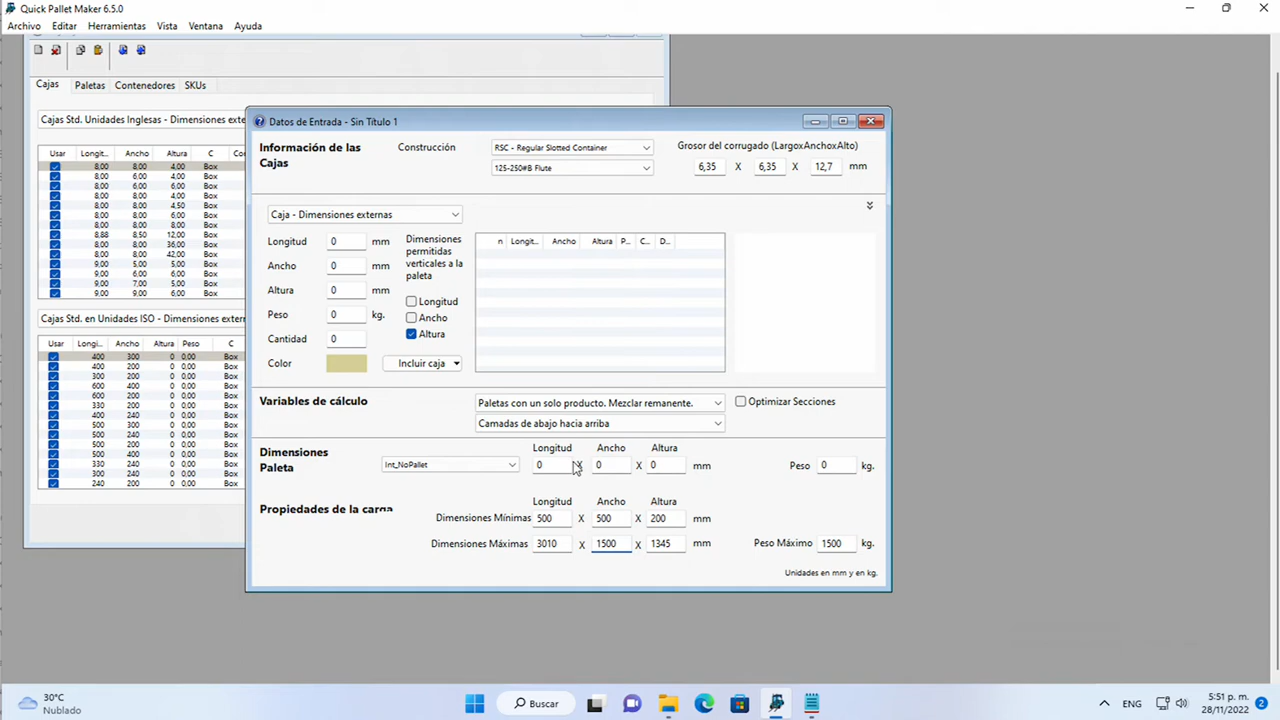 Quick Pallet Maker 6.5.0
Archivo Editar Herramientas Vista Ventana Ayuda
Cajas Paletas Contenedores SKUs
Cajas Std. Unidades Inglesas - Dimensiones exte
Usar Longit... Ancho Altura C Co
8,00 8,00 4,00 Box
8,00 8,00 8,00 Box
8,00 6,00 4,00 Box
8,00 8,00 4,50 Box
8,00 8,00 6,00 Box
8,00 8,00 8,00 Box
8,88 8,50 12,00 Box
8,00 8,00 36,00 Box
8,00 8,00 42,00 Box
9,00 5,00 5,00 Box
9,00 6,00 6,00 Box
9,00 7,00 5,00 Box
9,00 9,00 6,00 Box
Cajas Std. en Unidades ISO - Dimensiones extern
Usar Longi... Ancho Altura Peso C
400 300 0 0,00 Box
400 200 0 0,00 Box
300 200 0 0,00 Box
600 400 0 0,00 Box
600 200 0 0,00 Box
330 200 0 0,00 Box
400 240 0 0,00 Box
500 300 0 0,00 Box
500 240 0 0,00 Box
500 200 0 0,00 Box
500 400 0 0,00 Box
330 240 0 0,00 Box
300 240 0 0,00 Box
240 200 0 0,00 Box
Datos de Entrada - Sin Título 1
Información de las
Cajas
Construcción
RSC - Regular Slotted Container
125-250#B Flute
Grosor del corrugado (LargoxAnchoxAlto)
6,35 X 6,35 X 12,7 mm
Caja - Dimensiones externas
Longitud 0 mm
Ancho 0 mm
Altura 0 mm
Peso 0 kg.
Cantidad 0
Color
Dimensiones
permitidas
verticales a la
paleta
Longitud
Ancho
Altura
Incluir caja
n Longit... Ancho Altura P... C... D...
Variables de cálculo
Paletas con un solo producto. Mezclar remanente.
Optimizar Secciones
Camadas de abajo hacia arriba
Dimensiones
Paleta
Int_NoPallet
Longitud Ancho Altura
0 X 0 X 0 mm
Peso 0 kg.
Propiedades de la carga
Longitud Ancho Altura
Dimensiones Mínimas 500 X 500 X 200 mm
Dimensiones Máximas 3010 X 1500 X 1345 mm
Peso Máximo 1500 kg.
Unidades en mm y en kg.
30°C
Nublado
Buscar
ENG
5:51 p. m.
28/11/2022
2